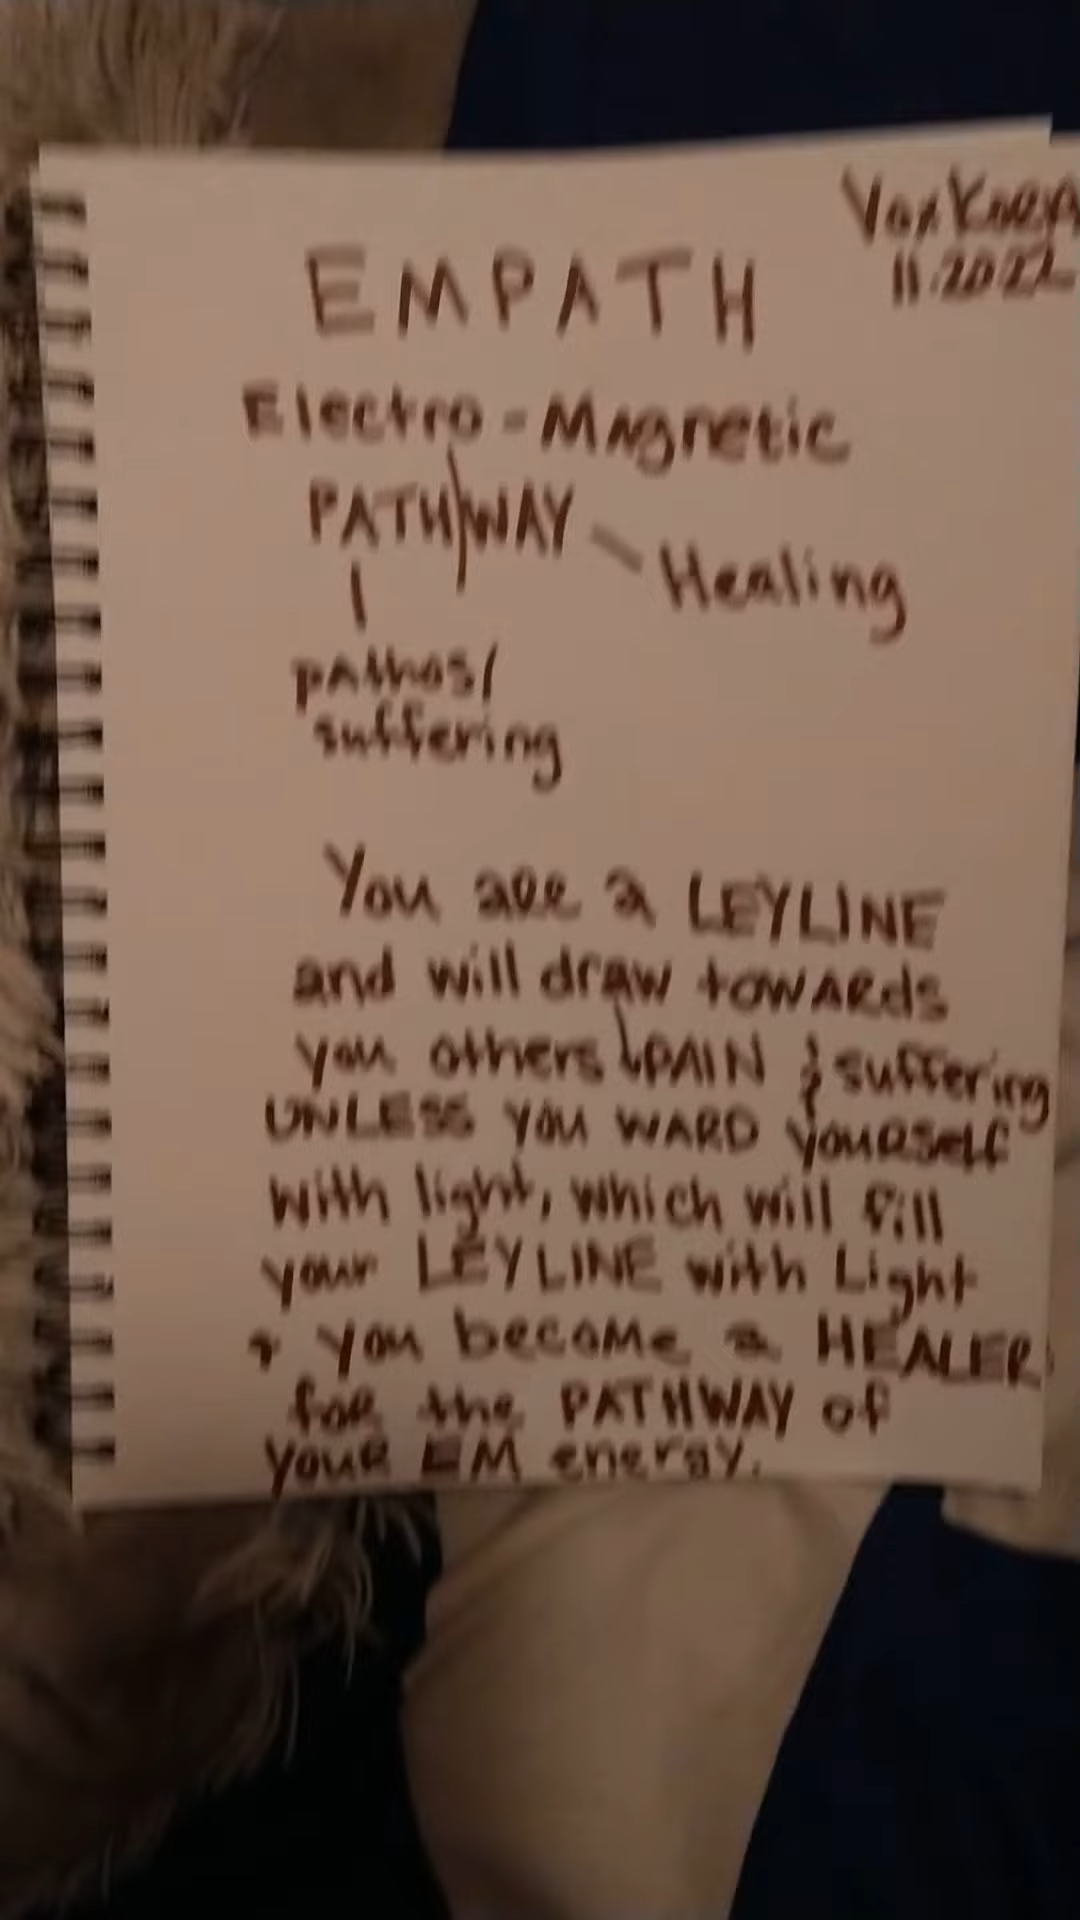 Vox Kora
11.2022
EMPATH
Electro-Magnetic
PATH/WAY
Healing
pathos/
suffering
You are a LEYLINE
and will draw towards
you others PAIN & suffering
UNLESS you WARD yourself
with light, which will fill
your LEYLINE with Light
+ you become a HEALER
for the PATHWAY of
your EM energy.